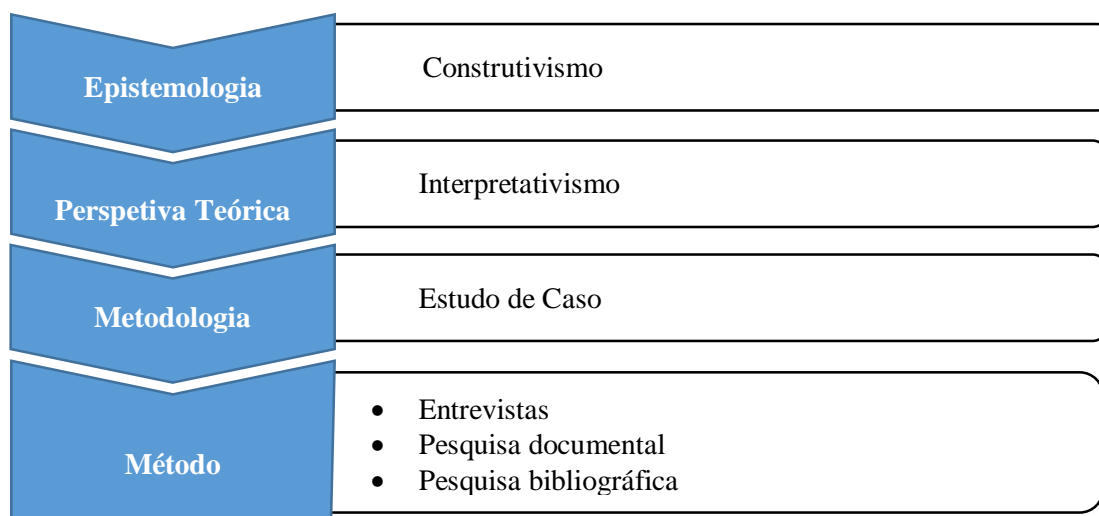 Epistemologia
Construtivismo
Perspetiva Teórica
Interpretativismo
Metodologia
Estudo de Caso
Método
• Entrevistas
• Pesquisa documental
• Pesquisa bibliográfica